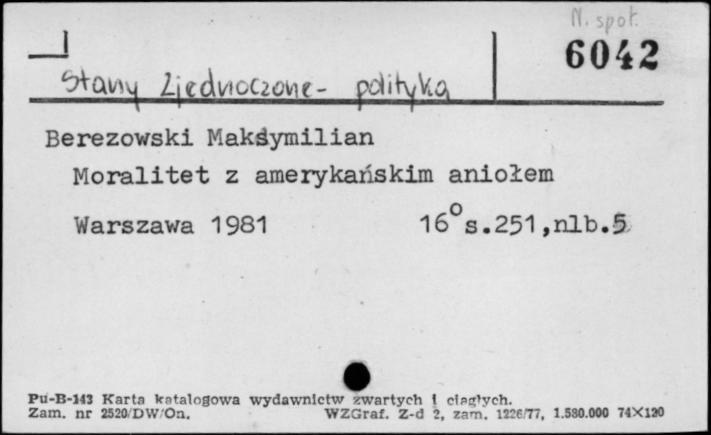 N. społ.
6042
Stany Zjednoczone - polityka
Berezowski Maksymilian
Moralitet z amerykańskim aniołem
Warszawa 1981 16° s.251,nlb.5
Pu-B-143 Karta katalogowa wydawnictw zwartych i ciągłych.
Zam. nr 2520/DW/On. WZGraf. Z-d 2, zam. 1226/77, 1.580.000 74X120